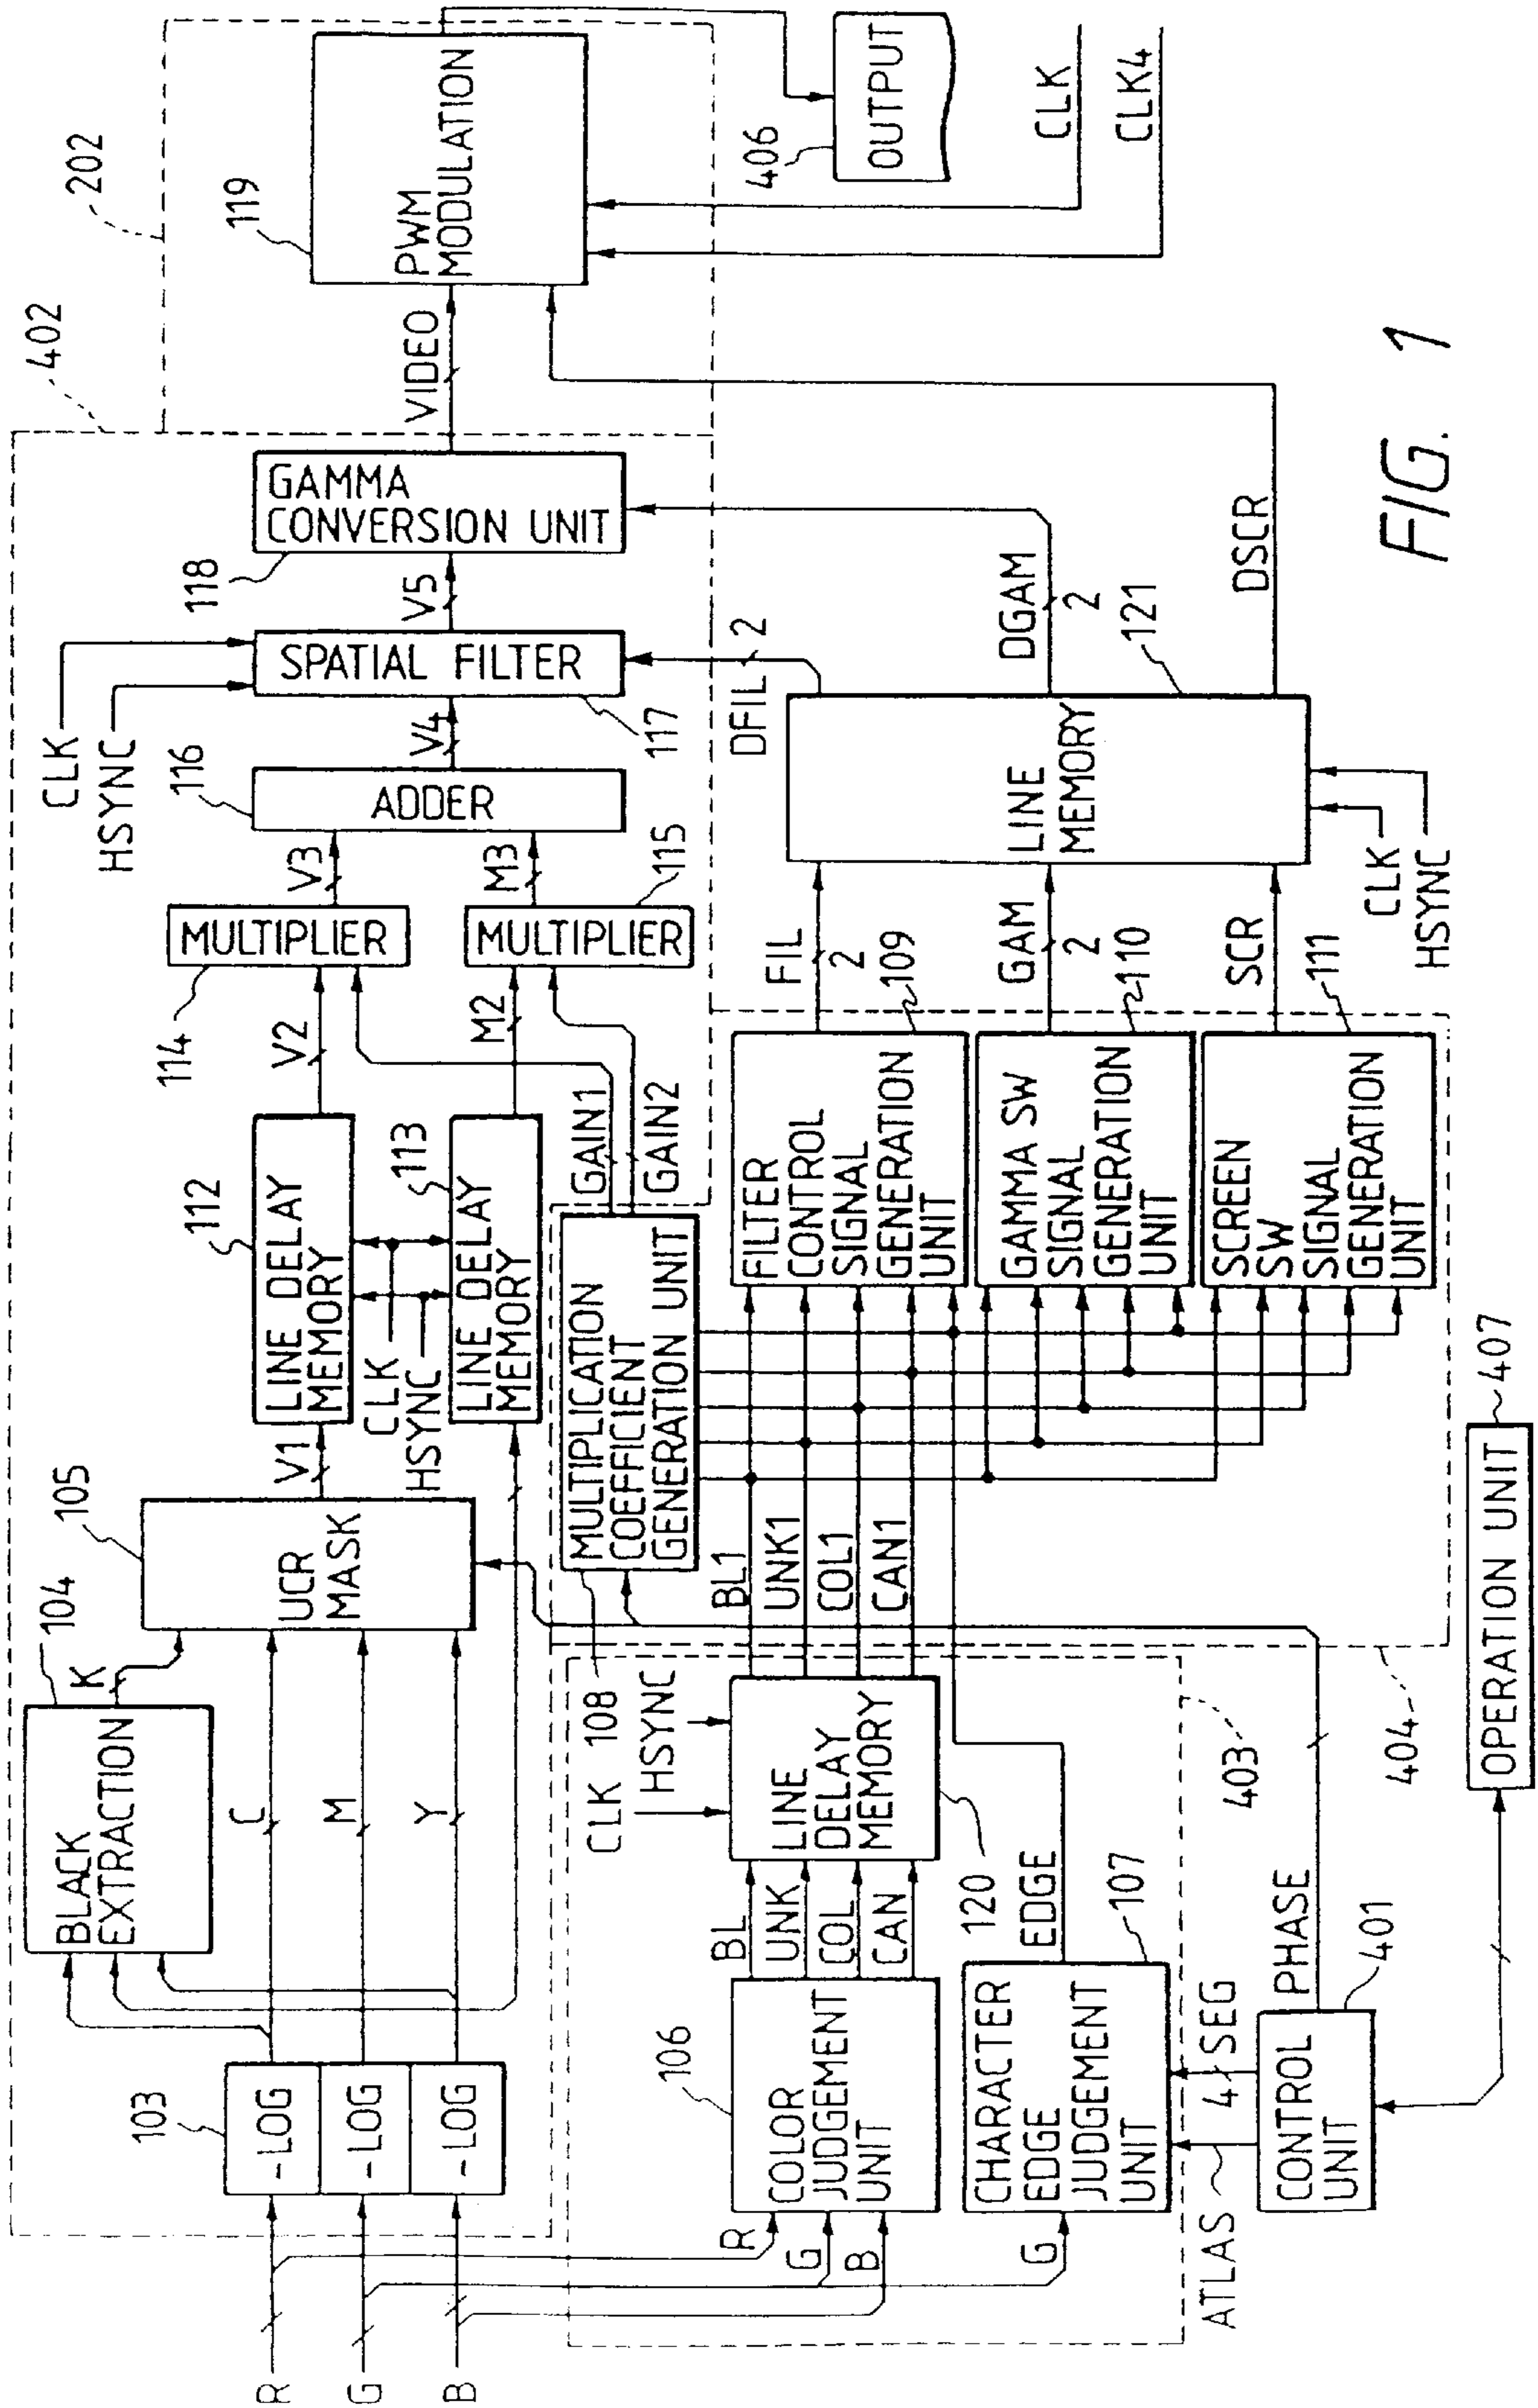 R
G
B
103
-LOG
-LOG
-LOG
BLACK
EXTRACTION
104
K
C
M
Y
105
UCR
MASK
V1
112
LINE DELAY
MEMORY
CLK
HSYNC
LINE DELAY
MEMORY
113
V2
M2
GAIN1
GAIN2
114
MULTIPLIER
MULTIPLIER
115
V3
M3
116
ADDER
V4
CLK
HSYNC
SPATIAL FILTER
117
V5
118
GAMMA
CONVERSION UNIT
402
VIDEO
202
119
PWM
MODULATION
406
OUTPUT
CLK
CLK4
R
G
B
106
COLOR
JUDGEMENT
UNIT
BL
UNK
COL
CAN
CLK
HSYNC
LINE
DELAY
MEMORY
120
108
MULTIPLICATION
COEFFICIENT
GENERATION UNIT
BL1
UNK1
COL1
CAN1
G
CHARACTER
EDGE
JUDGEMENT
UNIT
107
EDGE
403
404
FILTER
CONTROL
SIGNAL
GENERATION
UNIT
109
GAMMA SW
SIGNAL
GENERATION
UNIT
110
SCREEN
SW
SIGNAL
GENERATION
UNIT
111
FIL
2
GAM
2
SCR
LINE
MEMORY
121
CLK
HSYNC
DFIL
2
DGAM
2
DSCR
ATLAS
4
SEG
CONTROL
UNIT
401
PHASE
OPERATION UNIT
407
FIG. 1